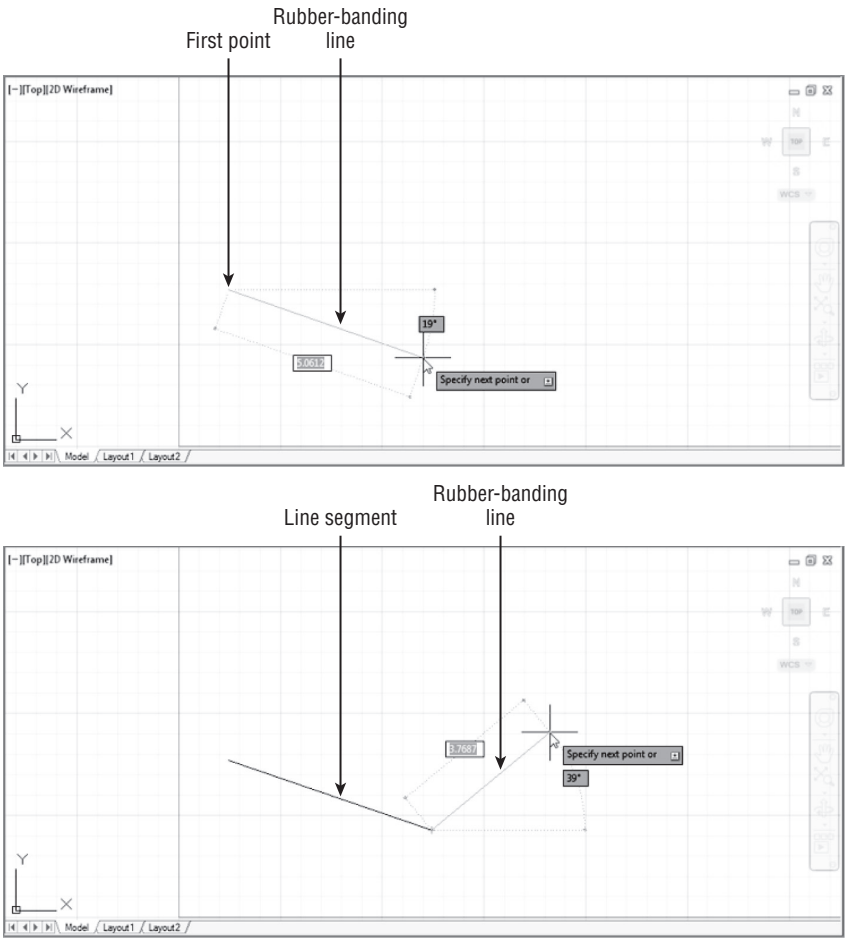 Rubber-banding
First point line
[−][Top][2D Wireframe]
N
W TOP E
S
WCS
19°
5.0612
Specify next point or
Y
X
Model Layout1 Layout2
Rubber-banding
Line segment line
[−][Top][2D Wireframe]
N
W TOP E
S
WCS
3.7687
Specify next point or
39°
Y
X
Model Layout1 Layout2